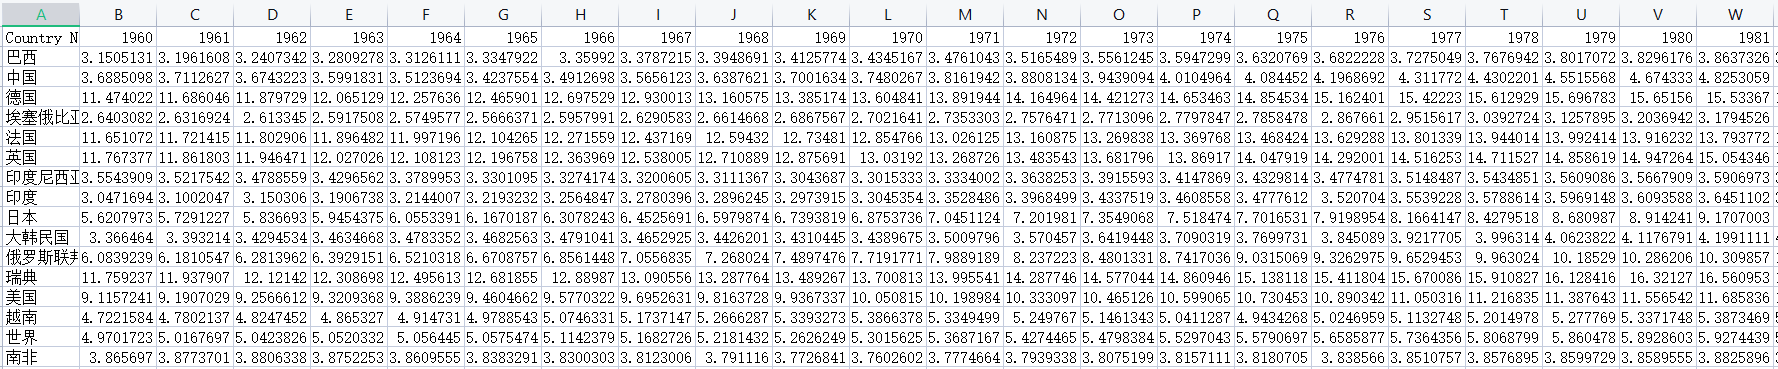 A B C D E F G H I J K L M N O P Q R S T U V W
Country N 1960 1961 1962 1963 1964 1965 1966 1967 1968 1969 1970 1971 1972 1973 1974 1975 1976 1977 1978 1979 1980 1981
巴西 3.1505131 3.1961608 3.2407342 3.2809278 3.3126111 3.3347922 3.35992 3.3787215 3.3948691 3.4125774 3.4345167 3.4761043 3.5165489 3.5561245 3.5947299 3.6320769 3.6822228 3.7275049 3.7676942 3.8017072 3.8296176 3.8637326
中国 3.6885098 3.7112627 3.6743223 3.5991831 3.5123694 3.4237554 3.4912698 3.5656123 3.6387621 3.7001634 3.7480267 3.8161942 3.8808134 3.9439094 4.0104964 4.084452 4.1968692 4.311772 4.4302201 4.5515568 4.674333 4.8253059
德国 11.474022 11.686046 11.879729 12.065129 12.257636 12.465901 12.697529 12.930013 13.160575 13.385174 13.604841 13.891944 14.164964 14.421273 14.653463 14.854534 15.162401 15.42223 15.612929 15.696783 15.65156 15.53367
埃塞俄比亚 2.6403082 2.6316924 2.613345 2.5917508 2.5749577 2.5666371 2.5957991 2.6290583 2.6614668 2.6867567 2.7021641 2.7353303 2.7576471 2.7713096 2.7797847 2.7858478 2.867661 2.9515617 3.0392724 3.1257895 3.2036942 3.1794526
法国 11.651072 11.721415 11.802906 11.896482 11.997196 12.104265 12.271559 12.437169 12.59432 12.73481 12.854766 13.026125 13.160875 13.269838 13.369768 13.468424 13.629288 13.801339 13.944014 13.992414 13.916232 13.793772
英国 11.767377 11.861803 11.946471 12.027026 12.108123 12.196758 12.363969 12.538005 12.710889 12.875691 13.03192 13.268726 13.483543 13.681796 13.86917 14.047919 14.292001 14.516253 14.711527 14.858619 14.947264 15.054346
印度尼西亚 3.5543909 3.5217542 3.4788559 3.4296562 3.3789953 3.3301095 3.3274174 3.3200605 3.3111367 3.3043687 3.3015333 3.3334002 3.3638253 3.3915593 3.4147869 3.4329814 3.4774781 3.5148487 3.5434851 3.5609086 3.5667909 3.5906973
印度 3.0471694 3.1002047 3.150306 3.1906738 3.2144007 3.2193232 3.2564847 3.2780396 3.2896245 3.2973915 3.3045354 3.3528486 3.3968499 3.4337519 3.4608558 3.4777612 3.520704 3.5539228 3.5788614 3.5969148 3.6093588 3.6451102
日本 5.6207973 5.7291227 5.836693 5.9454375 6.0553391 6.1670187 6.3078243 6.4525691 6.5979874 6.7393819 6.8753736 7.0451124 7.201981 7.3549068 7.518474 7.7016531 7.9198954 8.1664147 8.4279518 8.680987 8.914241 9.1707003
大韩民国 3.366464 3.393214 3.4294534 3.4634668 3.4783352 3.4682563 3.4791041 3.4652925 3.4426201 3.4310445 3.4389675 3.5009796 3.570457 3.6419448 3.7090319 3.7699731 3.845089 3.9217705 3.996314 4.0623822 4.1176791 4.1991111
俄罗斯联邦 6.0839239 6.1810547 6.2813962 6.3929151 6.5210318 6.6708757 6.8561448 7.0556835 7.268024 7.4897476 7.7191771 7.9889189 8.237223 8.4801331 8.7417036 9.0315069 9.3262975 9.6529453 9.963024 10.18529 10.286206 10.309857
瑞典 11.759237 11.937907 12.12142 12.308698 12.495613 12.681855 12.88987 13.090556 13.287764 13.489267 13.700813 13.995541 14.287746 14.577044 14.860946 15.138118 15.411804 15.670086 15.910827 16.128416 16.32127 16.560953
美国 9.1157241 9.1907029 9.2566612 9.3209368 9.3886239 9.4604662 9.5770322 9.6952631 9.8163728 9.9367337 10.050815 10.198984 10.333097 10.465126 10.599065 10.730453 10.890342 11.050316 11.216835 11.387643 11.556542 11.685836
越南 4.7221584 4.7802137 4.8247452 4.865327 4.914731 4.9788543 5.0746331 5.1737147 5.2666287 5.3393273 5.3866378 5.3349499 5.249767 5.1461343 5.0411287 4.9434268 5.0246959 5.1132748 5.2014978 5.277769 5.3371748 5.3873469
世界 4.9701723 5.0167697 5.0423826 5.0520332 5.056445 5.0575474 5.1142379 5.1682726 5.2181432 5.2626249 5.3015625 5.3687167 5.4274465 5.4798384 5.5297043 5.5790697 5.6585877 5.7364356 5.8068799 5.860478 5.8928603 5.9274439
南非 3.865697 3.8773701 3.8806338 3.8752253 3.8609555 3.8383291 3.8300303 3.8123006 3.791116 3.7726841 3.7602602 3.7774664 3.7939338 3.8075199 3.8157111 3.8180705 3.838566 3.8510757 3.8576895 3.8599729 3.8589555 3.8825896